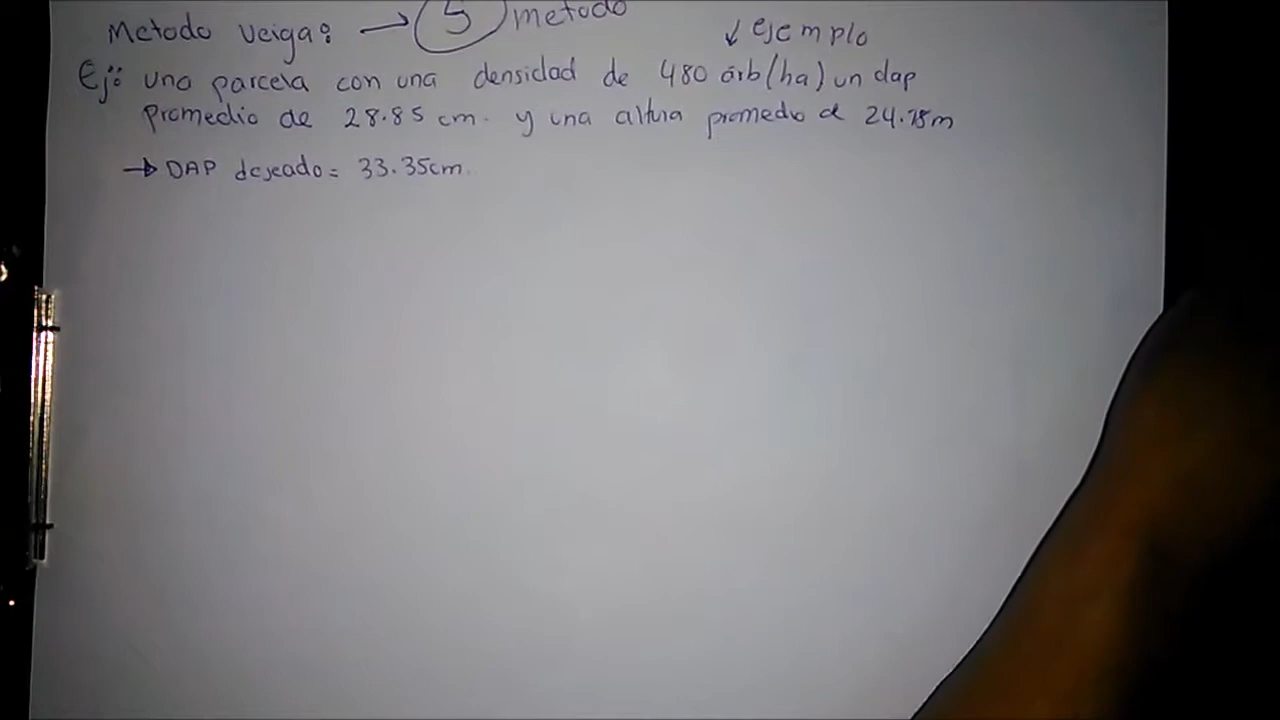 Metodo Veiga: → 5 metodo ↓ ejemplo
Ej: una parcela con una densidad de 480 árb(ha) un dap
promedio de 28.85 cm. y una altura promedio de 24.78m
→ DAP deseado = 33.35cm.